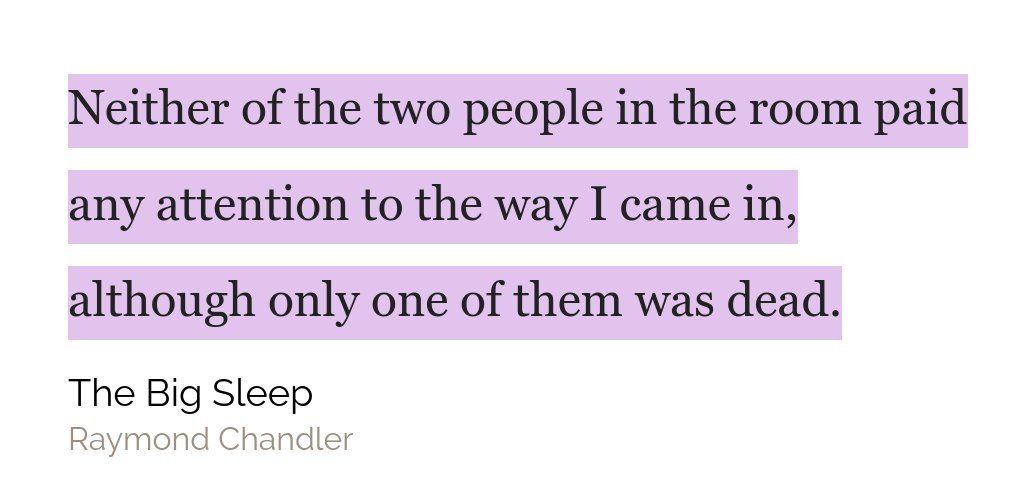 Neither of the two people in the room paid
any attention to the way I came in,
although only one of them was dead.
The Big Sleep
Raymond Chandler